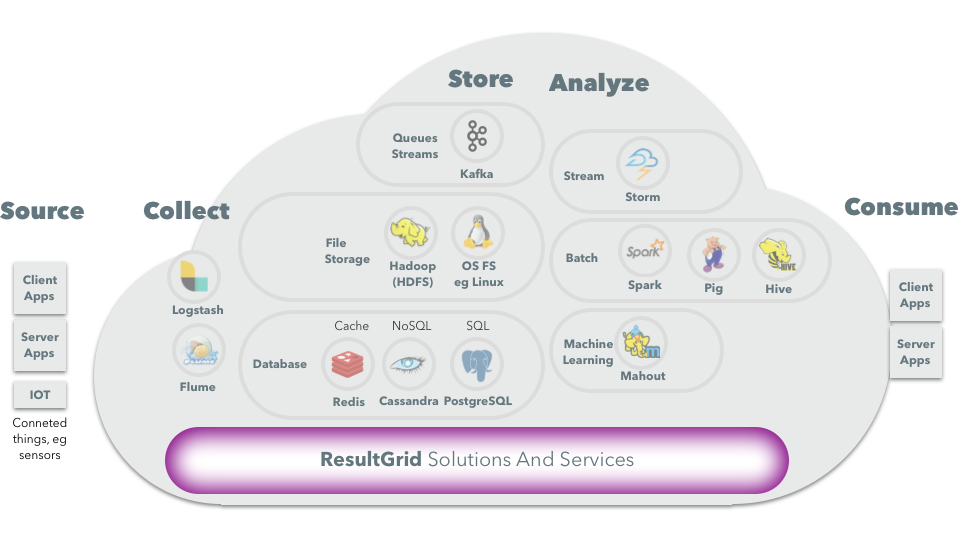 Store
Analyze
Source
Collect
Consume
Queues
Streams
Kafka
Stream
Storm
File
Storage
Hadoop
(HDFS)
OS FS
eg Linux
Batch
Spark
Spark
Pig
HIVE
Hive
Client
Apps
Server
Apps
IOT
Conneted
things, eg
sensors
Logstash
Flume
Database
Cache
NoSQL
SQL
Redis
Cassandra
PostgreSQL
Machine
Learning
Mahout
Client
Apps
Server
Apps
ResultGrid Solutions And Services